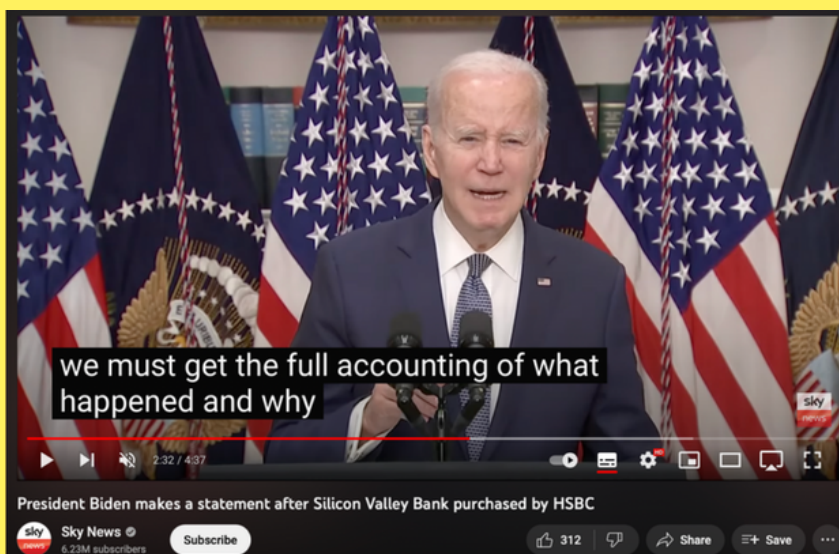 we must get the full accounting of what
happened and why
sky
news
2:32 / 4:37
HD
President Biden makes a statement after Silicon Valley Bank purchased by HSBC
sky
news
Sky News
6.23M subscribers
Subscribe
312
Share
Save